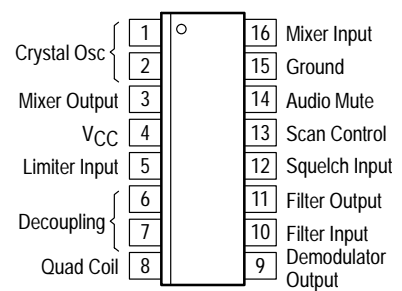 Crystal Osc
1
2
Mixer Output 3
VCC 4
Limiter Input 5
Decoupling
6
7
Quad Coil 8
16 Mixer Input
15 Ground
14 Audio Mute
13 Scan Control
12 Squelch Input
11 Filter Output
10 Filter Input
9 Demodulator
Output